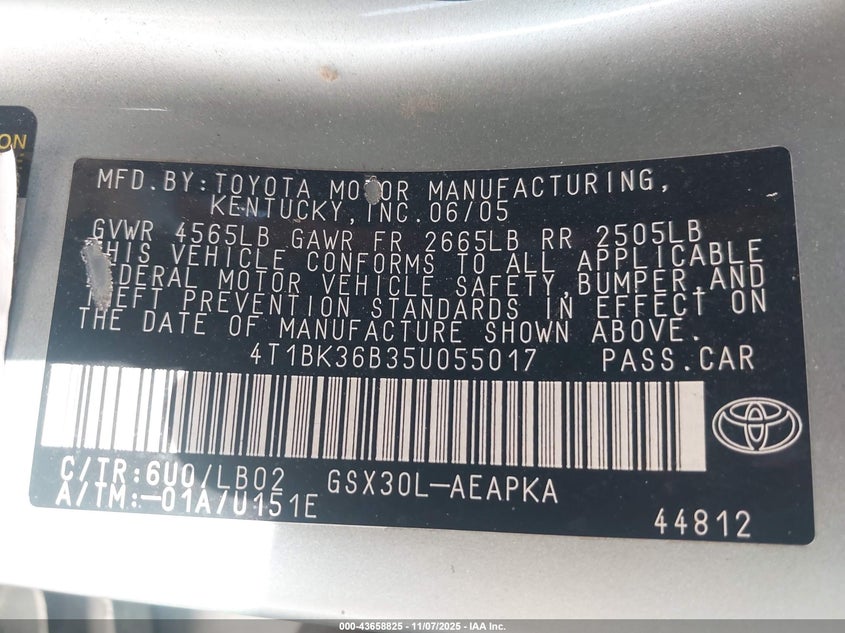 ON
MFD.BY:TOYOTA MOTOR MANUFACTURING,
KENTUCKY,INC.06/05
GVWR 4565LB GAWR FR 2665LB RR 2505LB
THIS VEHICLE CONFORMS TO ALL APPLICABLE
FEDERAL MOTOR VEHICLE SAFETY,BUMPER,AND
THEFT PREVENTION STANDARDS IN EFFECT ON
THE DATE OF MANUFACTURE SHOWN ABOVE.
4T1BK36B35U055017 PASS.CAR
C/TR:6U0/LB02 GSX30L-AEAPKA
A/TM:-01A/U151E
44812
000-43658825 - 11/07/2025 - IAA Inc.